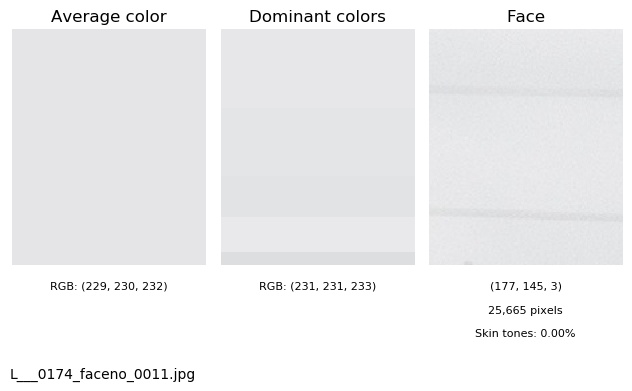 Average color
Dominant colors
Face
RGB: (229, 230, 232)
RGB: (231, 231, 233)
(177, 145, 3)
25,665 pixels
Skin tones: 0.00%
L___0174_faceno_0011.jpg